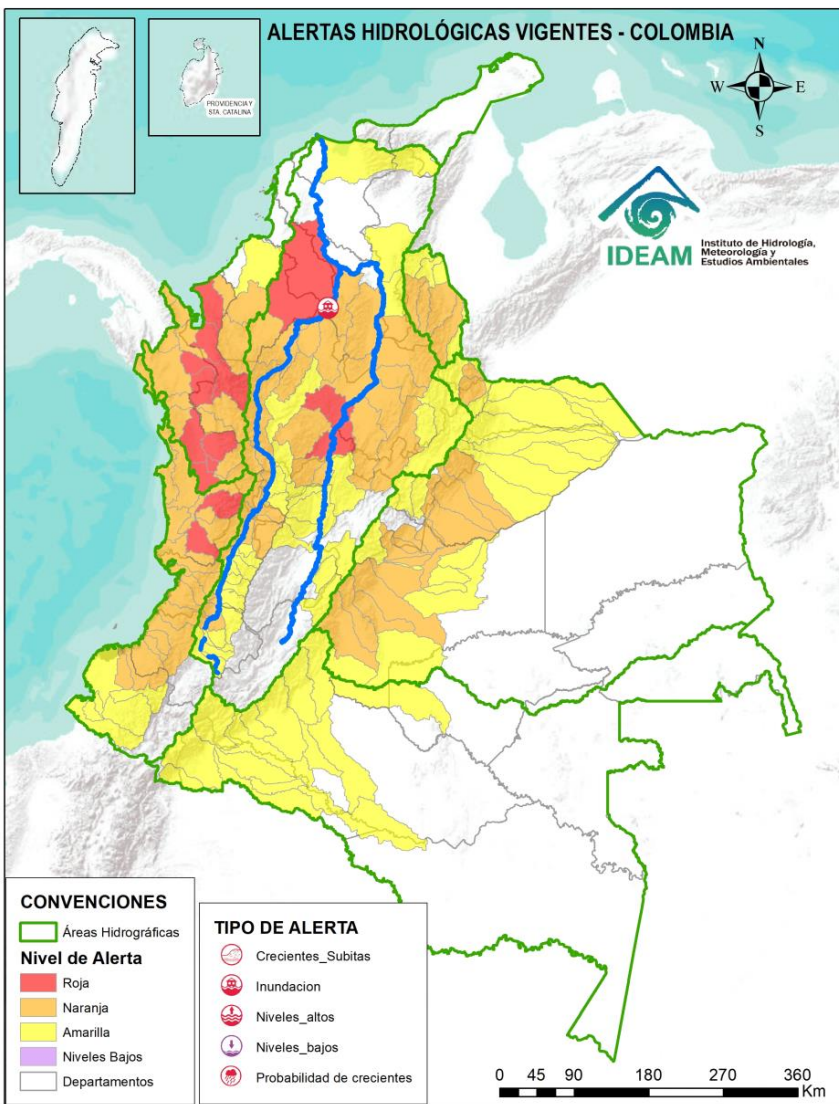 ALERTAS HIDROLÓGICAS VIGENTES - COLOMBIA
PROVIDENCIA Y
STA. CATALINA
N
W E
S
IDEAM
Instituto de Hidrología,
Meteorología y
Estudios Ambientales
CONVENCIONES
Áreas Hidrográficas
Nivel de Alerta
Roja
Naranja
Amarilla
Niveles Bajos
Departamentos
TIPO DE ALERTA
Crecientes_Subitas
Inundacion
Niveles_altos
Niveles_bajos
Probabilidad de crecientes
0 45 90 180 270 360
Km